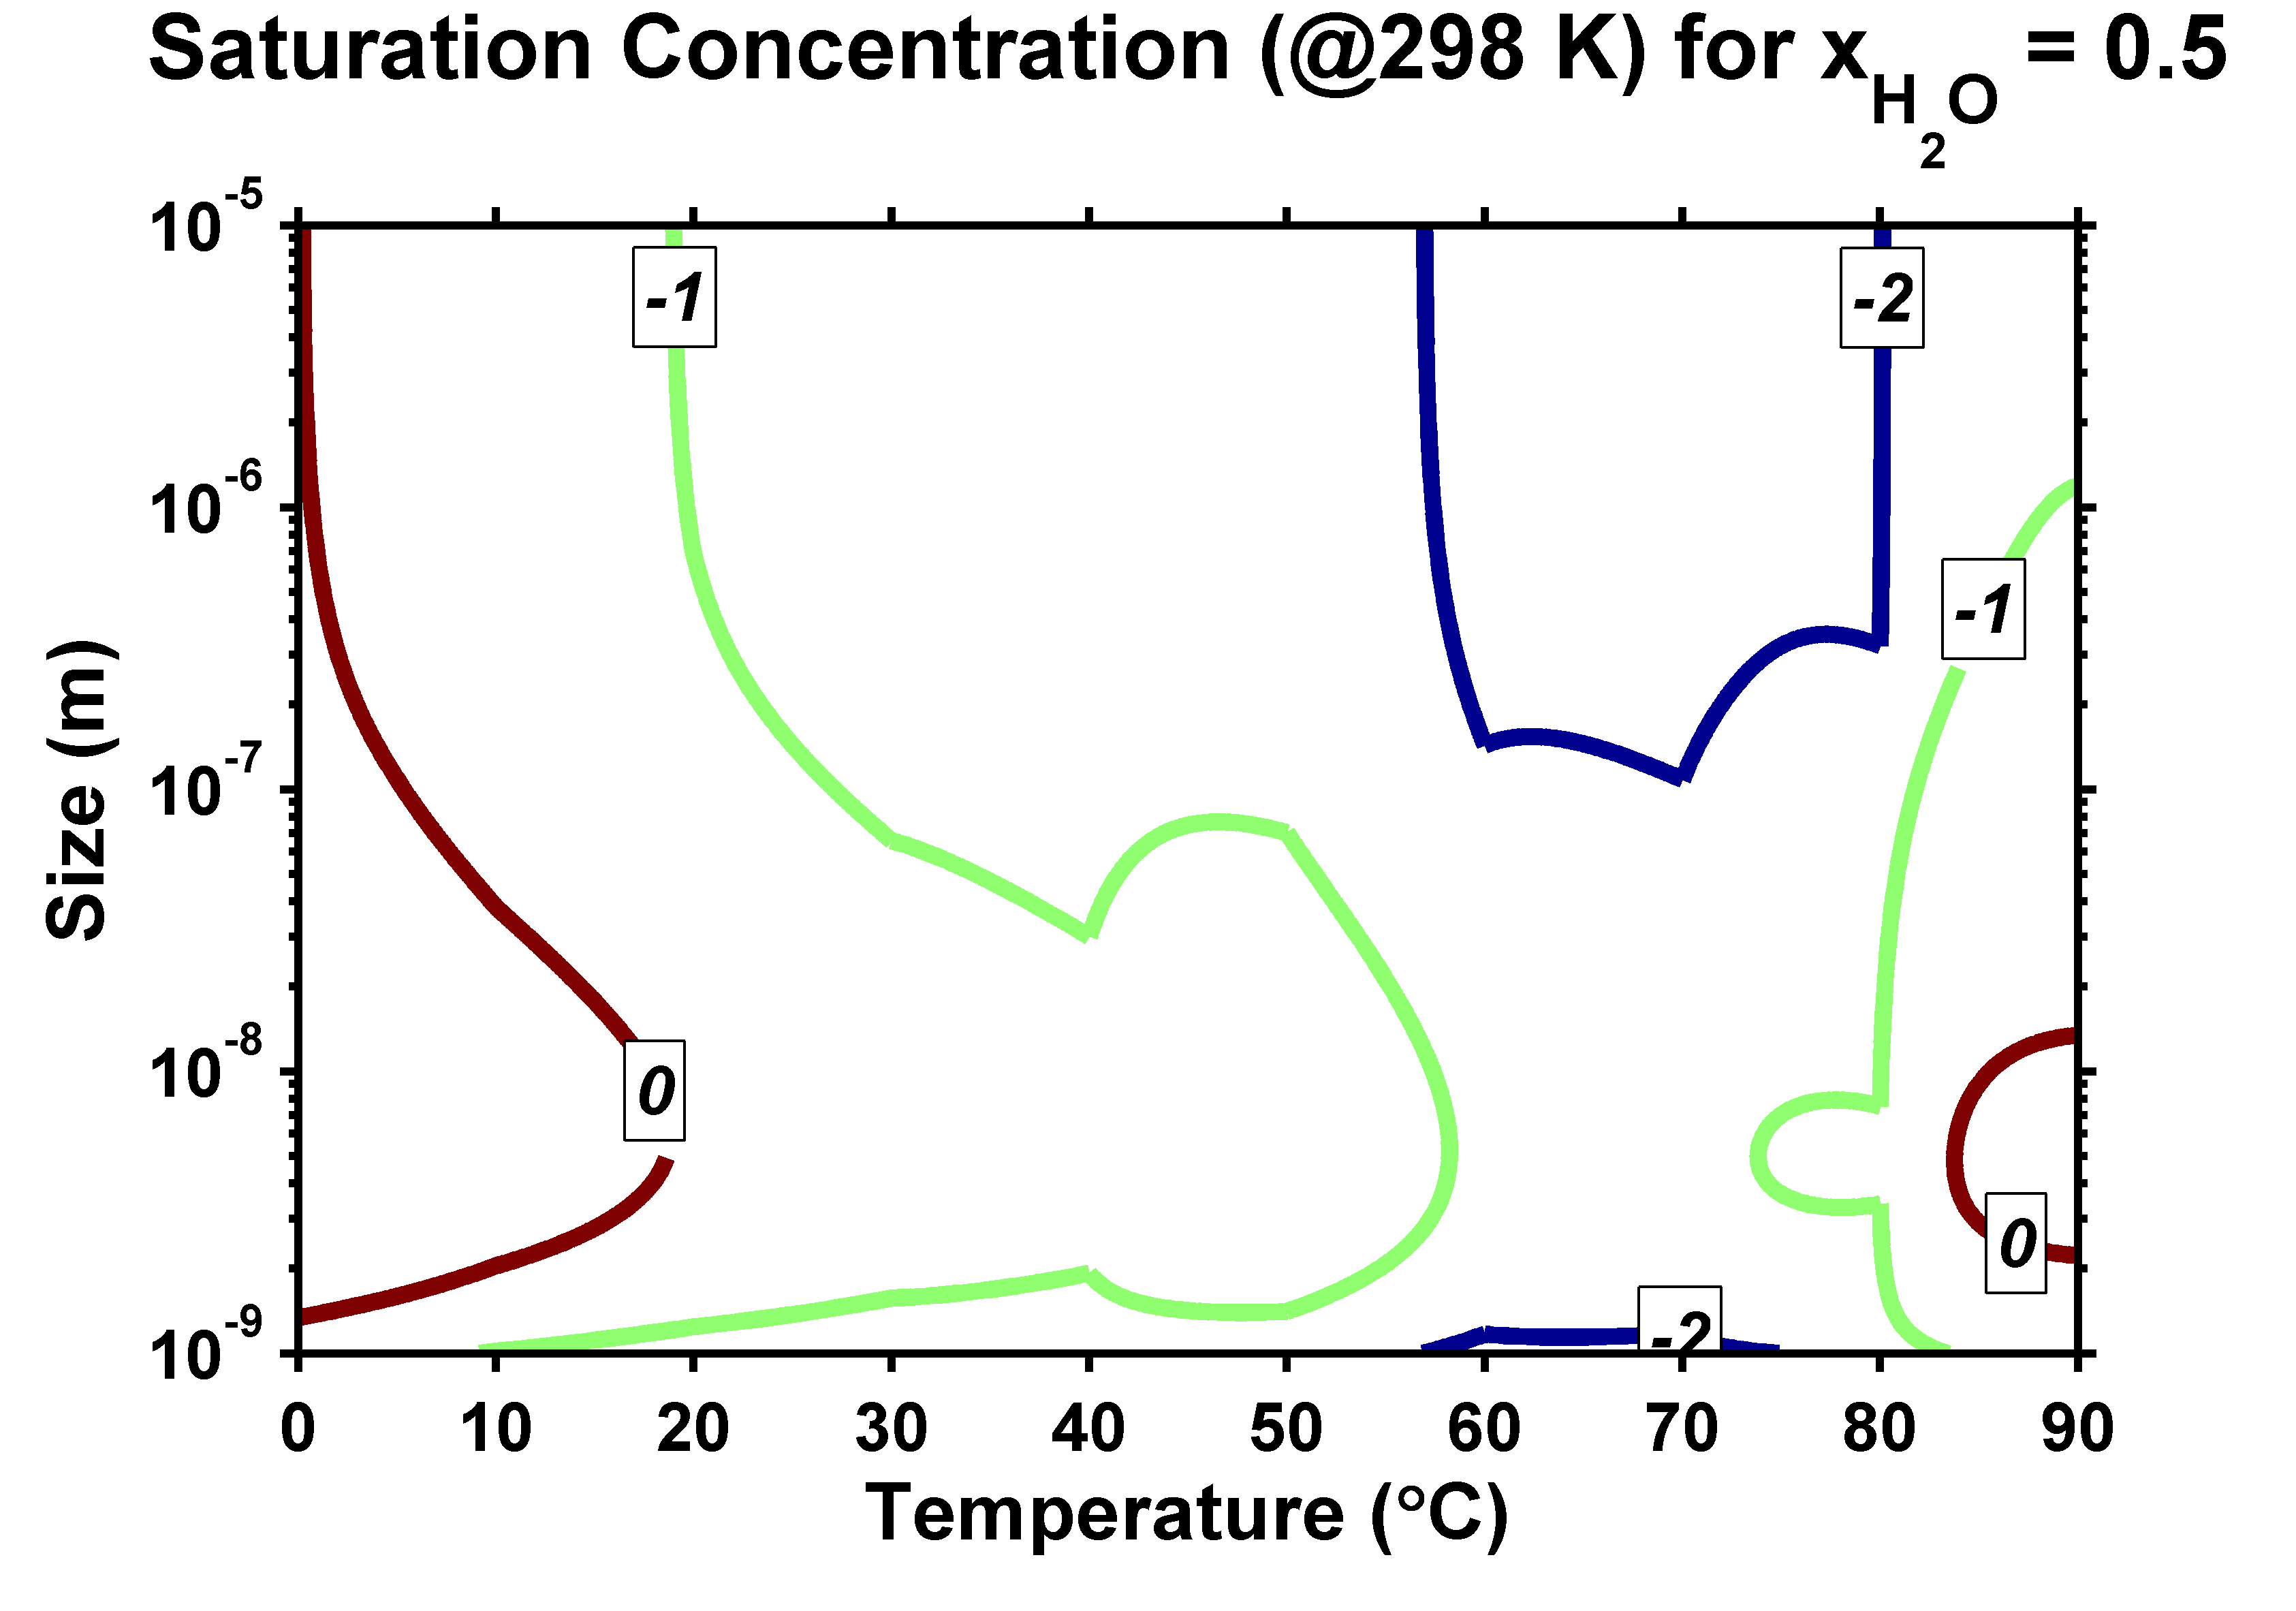 Saturation Concentration (@298 K) for xH2O = 0.5
10-5
-1
-2
10-6
-1
10-7
10-8
0
0
-2
10-9
0 10 20 30 40 50 60 70 80 90
Temperature (°C)
Size (m)